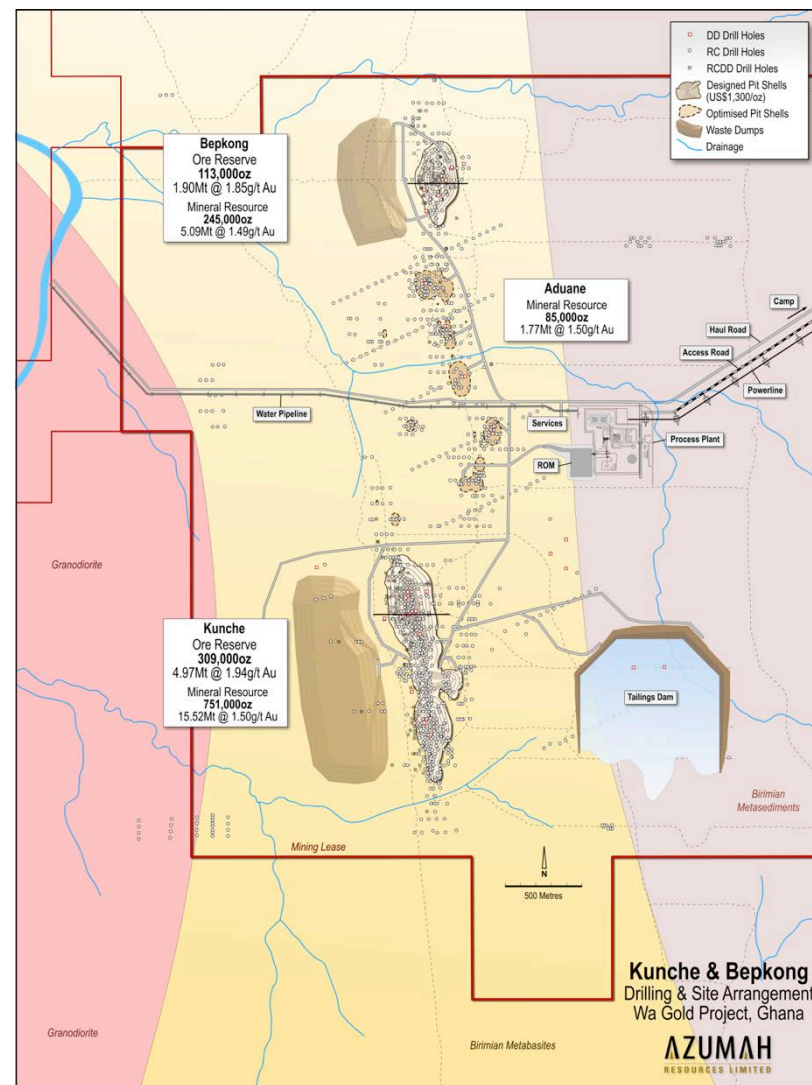 DD Drill Holes
RC Drill Holes
RCDD Drill Holes
Designed Pit Shells
(US$1,300/oz)
Optimised Pit Shells
Waste Dumps
Drainage
Bepkong
Ore Reserve
113,000oz
1.90Mt @ 1.85g/t Au
Mineral Resource
245,000oz
5.09Mt @ 1.49g/t Au
Aduane
Mineral Resource
85,000oz
1.77Mt @ 1.50g/t Au
Camp
Haul Road
Access Road
Powerline
Water Pipeline
Services
Process Plant
ROM
Granodiorite
Kunche
Ore Reserve
309,000oz
4.97Mt @ 1.94g/t Au
Mineral Resource
751,000oz
15.52Mt @ 1.50g/t Au
Tailings Dam
Birimian
Metasediments
Mining Lease
N
500 Metres
Kunche & Bepkong
Drilling & Site Arrangement
Wa Gold Project, Ghana
Granodiorite
Birimian Metabasites
AZUMAH
RESOURCES LIMITED